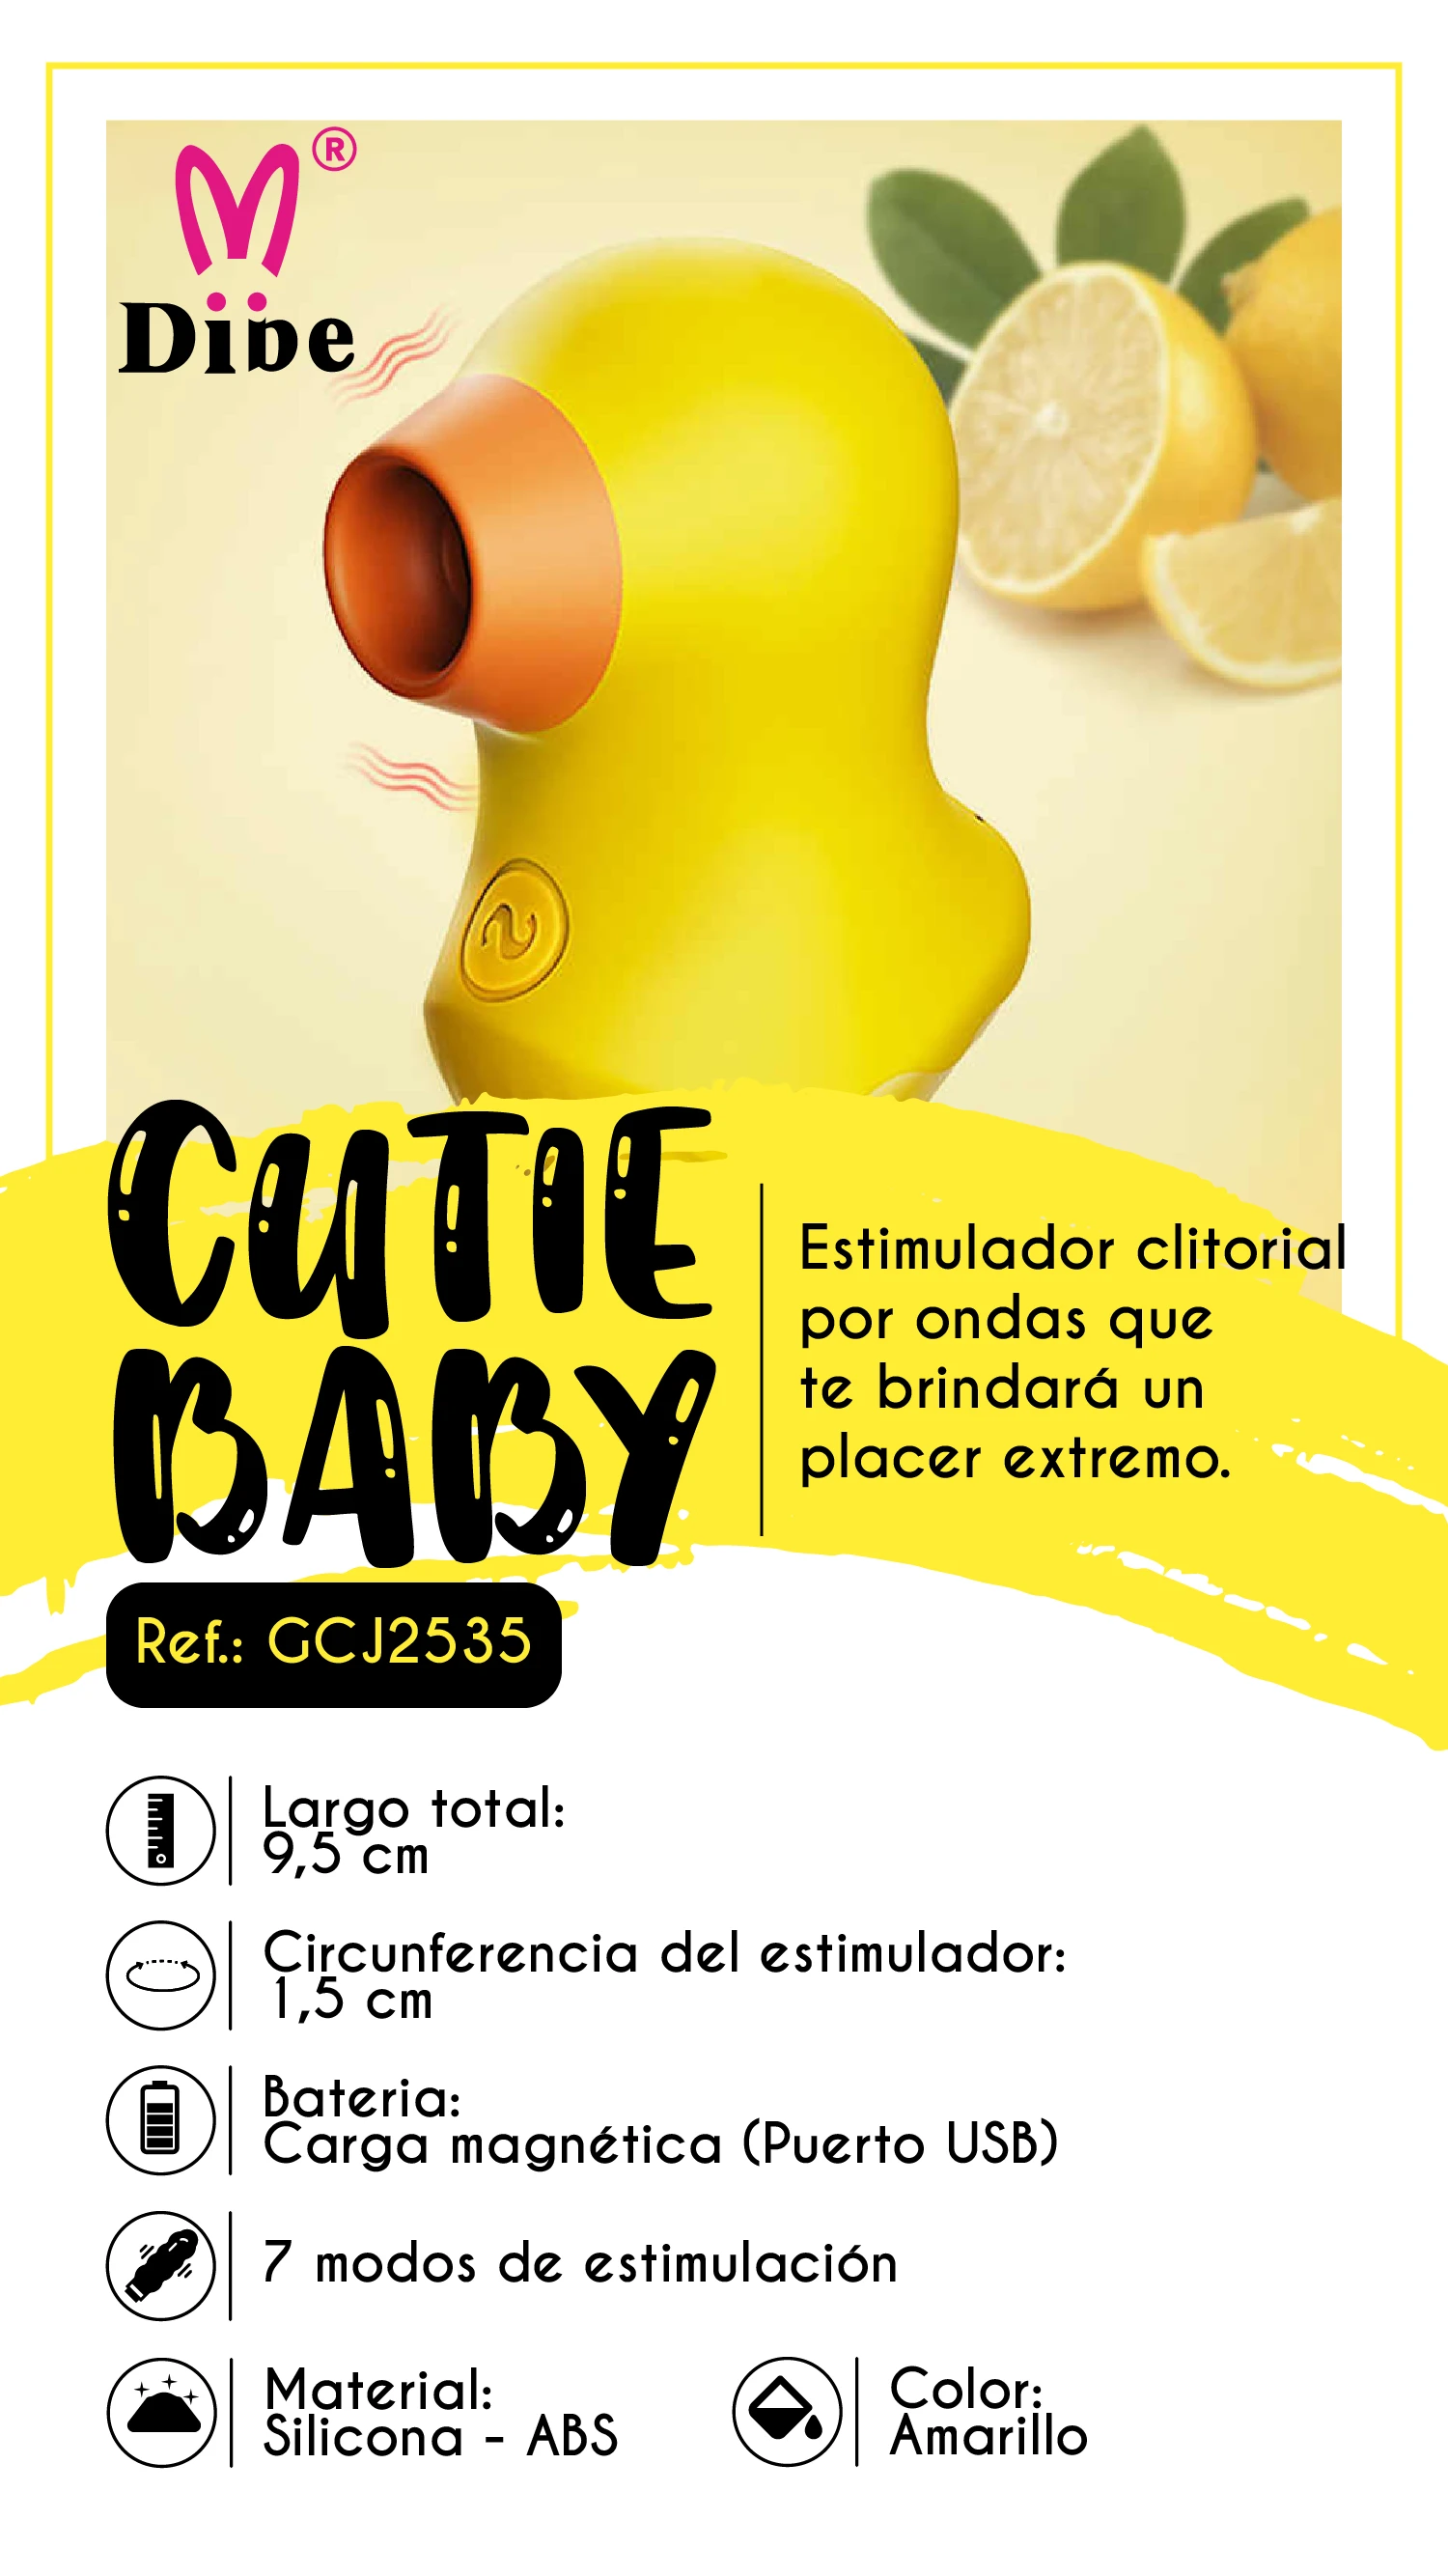 ®
Dibe
CUTIE
BABY
Estimulador clitorial
por ondas que
te brindará un
placer extremo.
Ref.: GCJ2535
Largo total:
9,5 cm
Circunferencia del estimulador:
1,5 cm
Bateria:
Carga magnética (Puerto USB)
7 modos de estimulación
Material:
Silicona - ABS
Color:
Amarillo